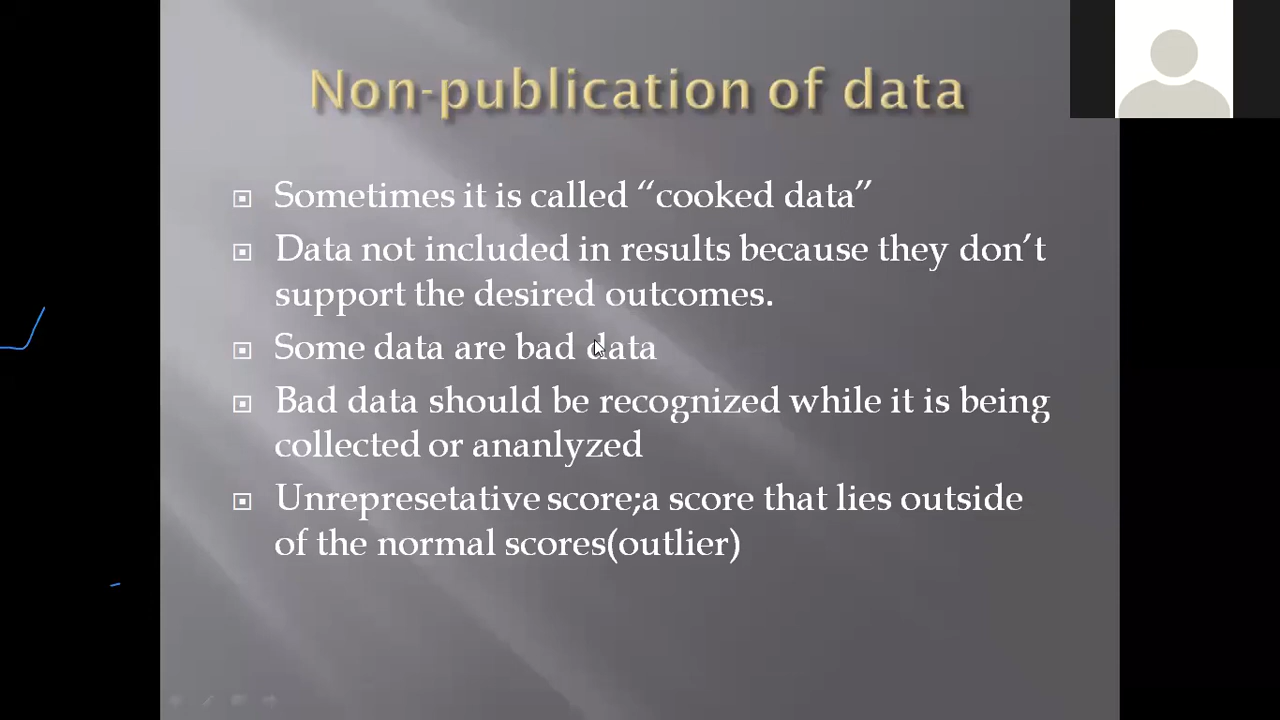 Non-publication of data
Sometimes it is called “cooked data”
Data not included in results because they don’t
support the desired outcomes.
Some data are bad data
Bad data should be recognized while it is being
collected or ananlyzed
Unrepresetative score;a score that lies outside
of the normal scores(outlier)